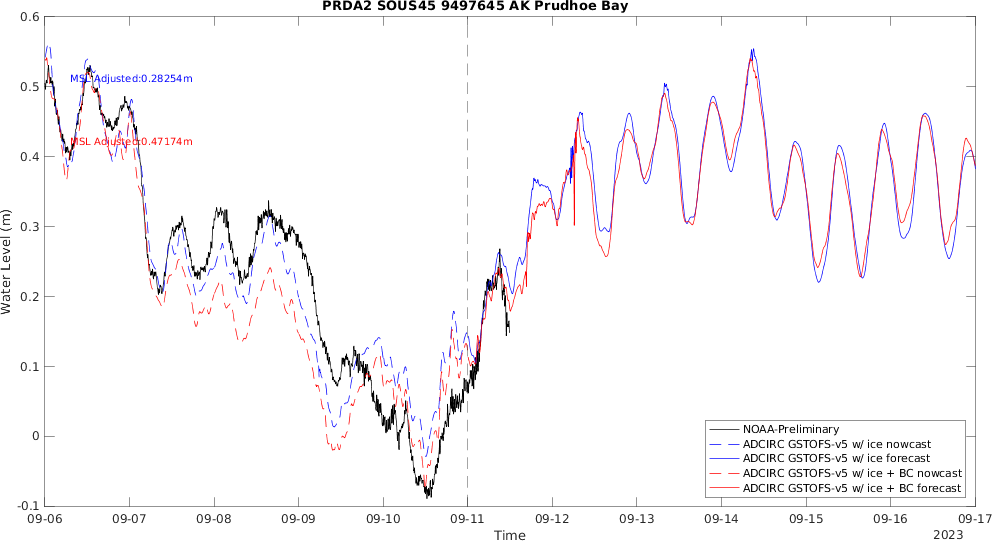 PRDA2 SOUS45 9497645 AK Prudhoe Bay
0.6
0.5
0.4
0.3
0.2
0.1
0
-0.1
Water Level (m)
MSL Adjusted:0.28254m
MSL Adjusted:0.47174m
NOAA-Preliminary
ADCIRC GSTOFS-v5 w/ ice nowcast
ADCIRC GSTOFS-v5 w/ ice forecast
ADCIRC GSTOFS-v5 w/ ice + BC nowcast
ADCIRC GSTOFS-v5 w/ ice + BC forecast
09-06 09-07 09-08 09-09 09-10 09-11 09-12 09-13 09-14 09-15 09-16 09-17
Time
2023